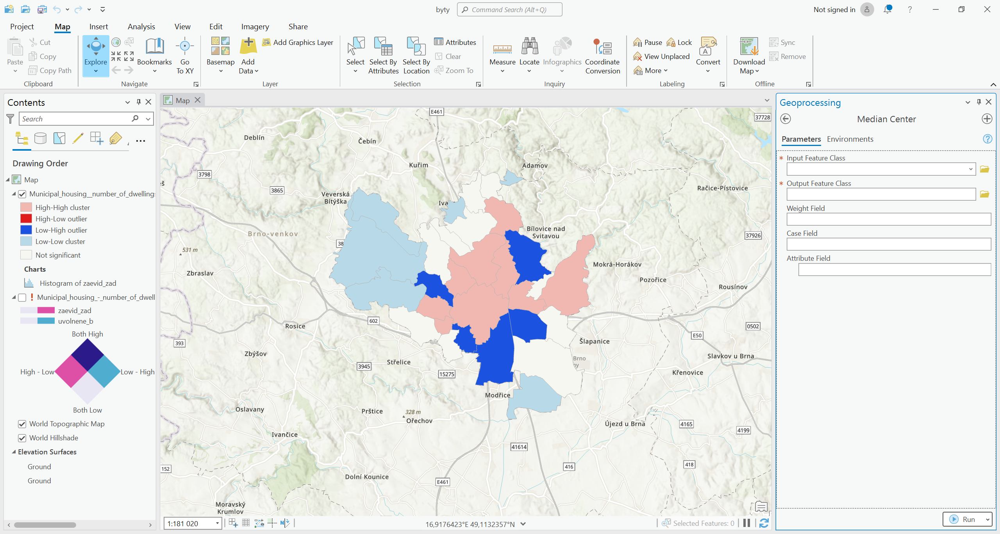 byty
Command Search (Alt+Q)
Not signed in
Project
Map
Insert
Analysis
View
Edit
Imagery
Share
Paste
Cut
Copy
Copy Path
Clipboard
Explore
Bookmarks
Go To XY
Navigate
Basemap
Add Data
Add Graphics Layer
Layer
Select
Select By Attributes
Select By Location
Attributes
Clear
Zoom To
Selection
Measure
Locate
Infographics
Coordinate Conversion
Inquiry
Pause
Lock
View Unplaced
More
Convert
Labeling
Download Map
Sync
Remove
Offline
Contents
Search
Drawing Order
Map
Municipal_housing__number_of_dwellings
High-High cluster
High-Low outlier
Low-High outlier
Low-Low cluster
Not significant
Charts
Histogram of zaevid_zad
! Municipal_housing_-_number_of_dwell
zaevid_zad
uvolnene_b
Both High
High - Low
Low - High
Both Low
World Topographic Map
World Hillshade
Elevation Surfaces
Ground
Ground
Map
E461
37728
Deblín
Čebín
Kuřim
Adamov
3798
3865
Veverská Bítýška
Iva
Račice-Pístovice
Brno-venkov
38
Bílovice nad Svitavou
37926
531 m
Zbraslav
Mokrá-Horákov
Pozořice
Rousínov
Rosice
602
0502
E50
393
Šlapanice
Zbýšov
Střelice
3945
15275
Brno
ny
Slavkov u Brna
Křenovice
Modřice
Oslavany
Prštice
328 m
Ořechov
Újezd u Brna
4165
4199
Ivančice
41614
152
416
418
Dolní Kounice
E461
Moravský Krumlov
1:181 020
16,9176423°E 49,1132357°N
Selected Features: 0
Geoprocessing
Median Center
Parameters
Environments
* Input Feature Class
* Output Feature Class
Weight Field
Case Field
Attribute Field
Run